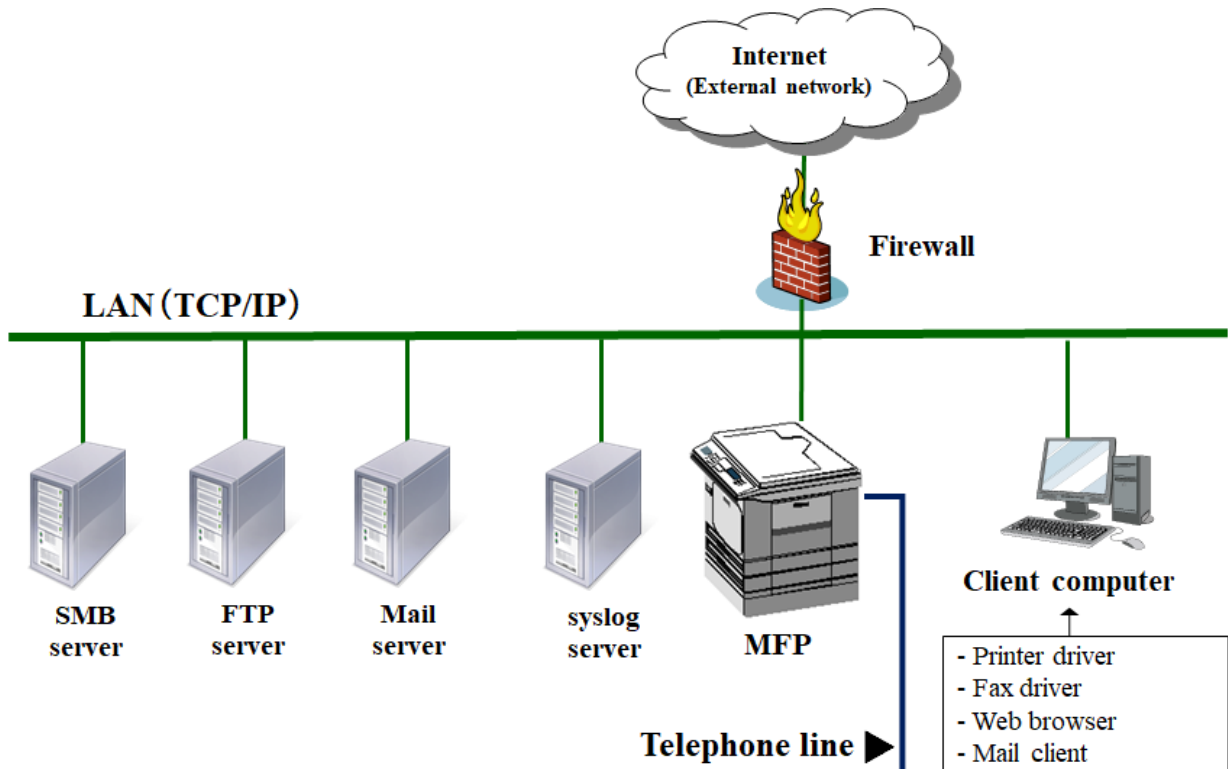 Internet
(External network)
Firewall
LAN (TCP/IP)
SMB
server
FTP
server
Mail
server
syslog
server
MFP
Client computer
- Printer driver
- Fax driver
- Web browser
- Mail client
Telephone line